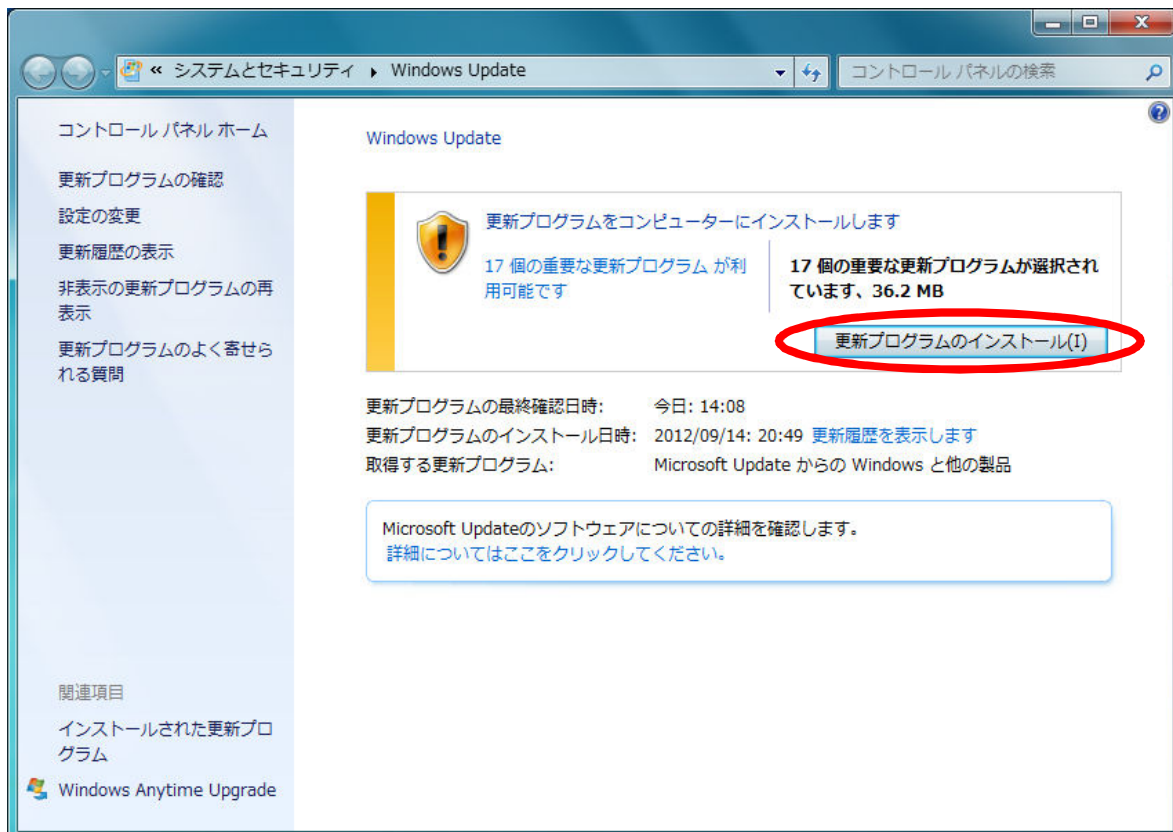 « システムとセキュリティ ▸ Windows Update
コントロール パネルの検索
コントロール パネル ホーム
更新プログラムの確認
設定の変更
更新履歴の表示
非表示の更新プログラムの再
表示
更新プログラムのよく寄せら
れる質問
関連項目
インストールされた更新プロ
グラム
Windows Anytime Upgrade
Windows Update
更新プログラムをコンピューターにインストールします
17 個の重要な更新プログラム が利
用可能です
17 個の重要な更新プログラムが選択され
ています、36.2 MB
更新プログラムのインストール(I)
更新プログラムの最終確認日時: 今日: 14:08
更新プログラムのインストール日時: 2012/09/14: 20:49 更新履歴を表示します
取得する更新プログラム: Microsoft Update からの Windows と他の製品
Microsoft Updateのソフトウェアについての詳細を確認します。
詳細についてはここをクリックしてください。